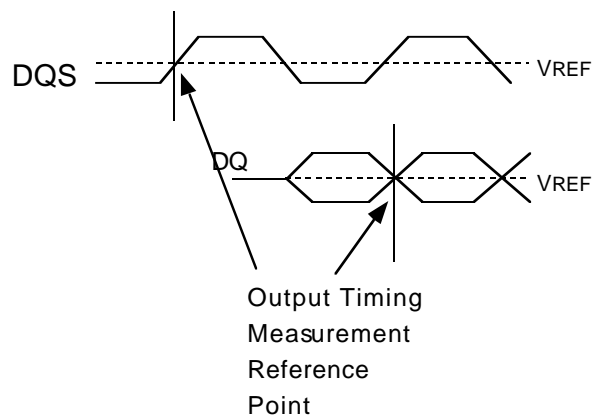 DQS
VREF
DQ
VREF
Output Timing
Measurement
Reference
Point